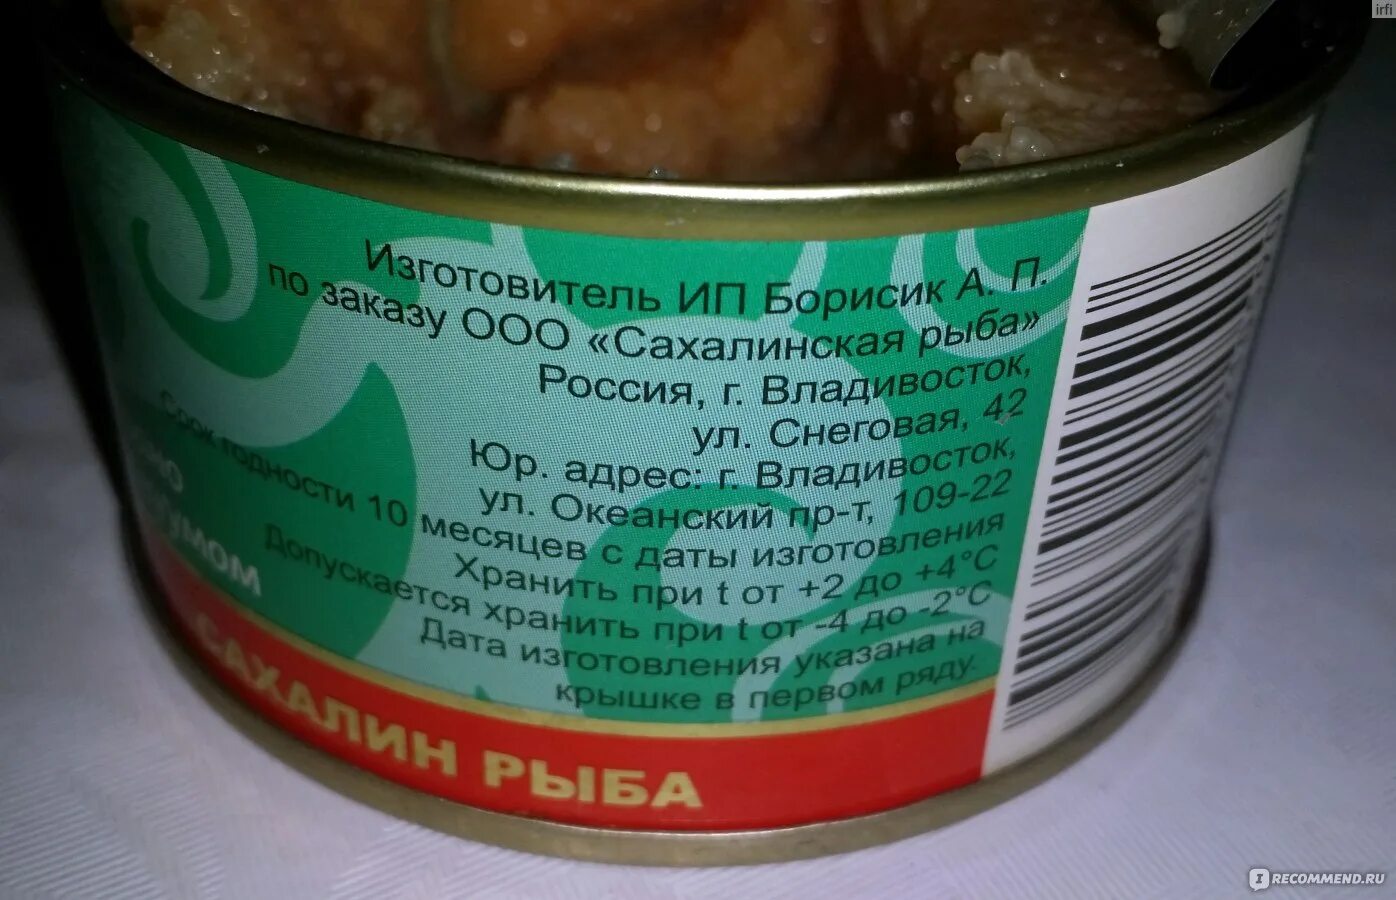 irfi
Изготовитель ИП Борисик А. П.
по заказу ООО «Сахалинская рыба»
Россия, г. Владивосток,
ул. Снеговая, 42
Юр. адрес: г. Владивосток,
ул. Океанский пр-т, 109-22
Срок годности 10 месяцев с даты изготовления
Хранить при t от +2 до +4°С
Допускается хранить при t от -4 до -2°С
Дата изготовления указана на
крышке в первом ряду.
САХАЛИН РЫБА
IRECOMMEND.RU